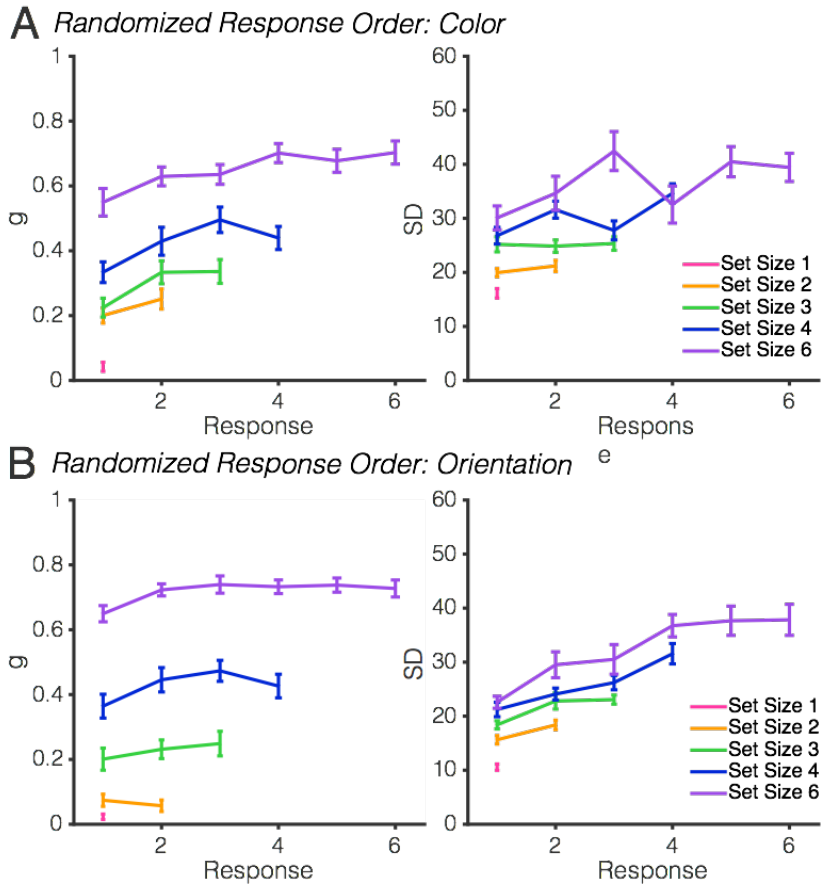 A Randomized Response Order: Color
1
0.8
0.6
0.4
0.2
0
g
2
4
6
Response
60
50
40
30
20
10
0
SD
2
4
6
Respons
e
Set Size 1
Set Size 2
Set Size 3
Set Size 4
Set Size 6
B Randomized Response Order: Orientation
1
0.8
0.6
0.4
0.2
0
g
2
4
6
Response
60
50
40
30
20
10
0
SD
2
4
6
Response
Set Size 1
Set Size 2
Set Size 3
Set Size 4
Set Size 6